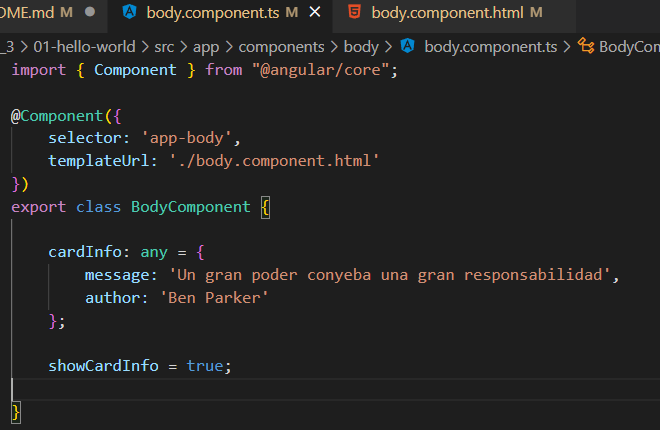 OME.md M
body.component.ts M
body.component.html M
_3 > 01-hello-world > src > app > components > body > body.component.ts > BodyCom
import { Component } from "@angular/core";
@Component({
selector: 'app-body',
templateUrl: './body.component.html'
})
export class BodyComponent {
cardInfo: any = {
message: 'Un gran poder conyeba una gran responsabilidad',
author: 'Ben Parker'
};
showCardInfo = true;
}